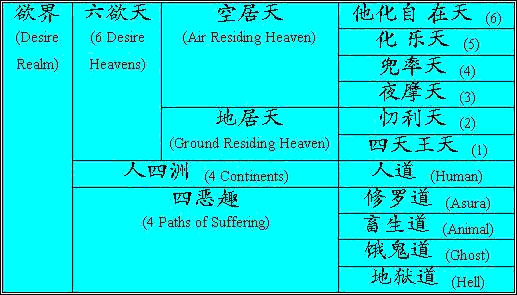 欲界
(Desire
Realm)
六欲天
(6 Desire
Heavens)
空居天
(Air Residing Heaven)
他化自在天 (6)
化乐天 (5)
兜率天 (4)
夜摩天 (3)
地居天
(Ground Residing Heaven)
忉利天 (2)
四天王天 (1)
人四洲 (4 Continents)
人道 (Human)
四恶趣
(4 Paths of Suffering)
修罗道 (Asura)
畜生道 (Animal)
饿鬼道 (Ghost)
地狱道 (Hell)